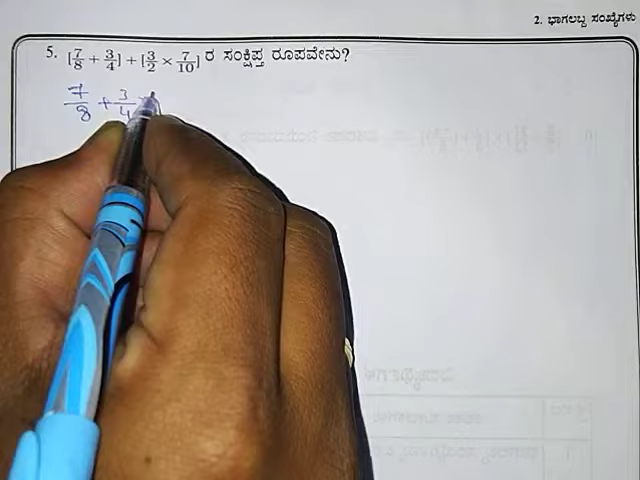 2. ಭಾಗಲಬ್ಧ ಸಂಖ್ಯೆಗಳು
5. [7/8 + 3/4] + [3/2 × 7/10] ರ ಸಂಕ್ಷಿಪ್ತ ರೂಪವೇನು?
7/8 + 3/4